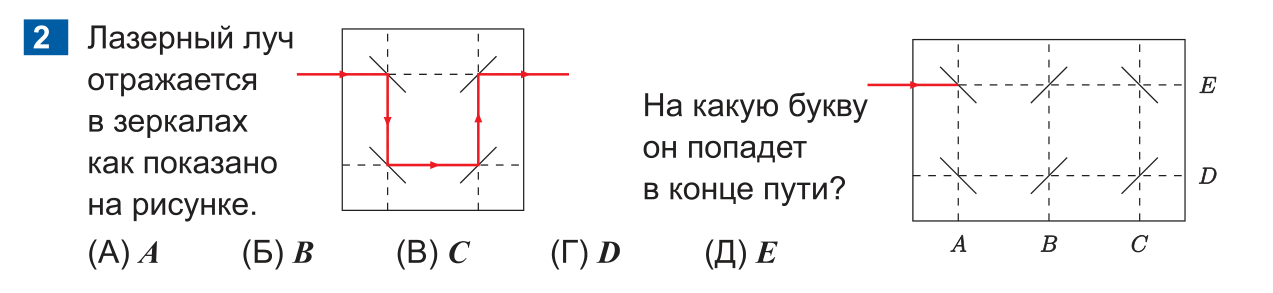 2 Лазерный луч
отражается
в зеркалах
как показано
на рисунке.
На какую букву
он попадет
в конце пути?
E
D
A B C
(А) A (Б) B (В) C (Г) D (Д) E